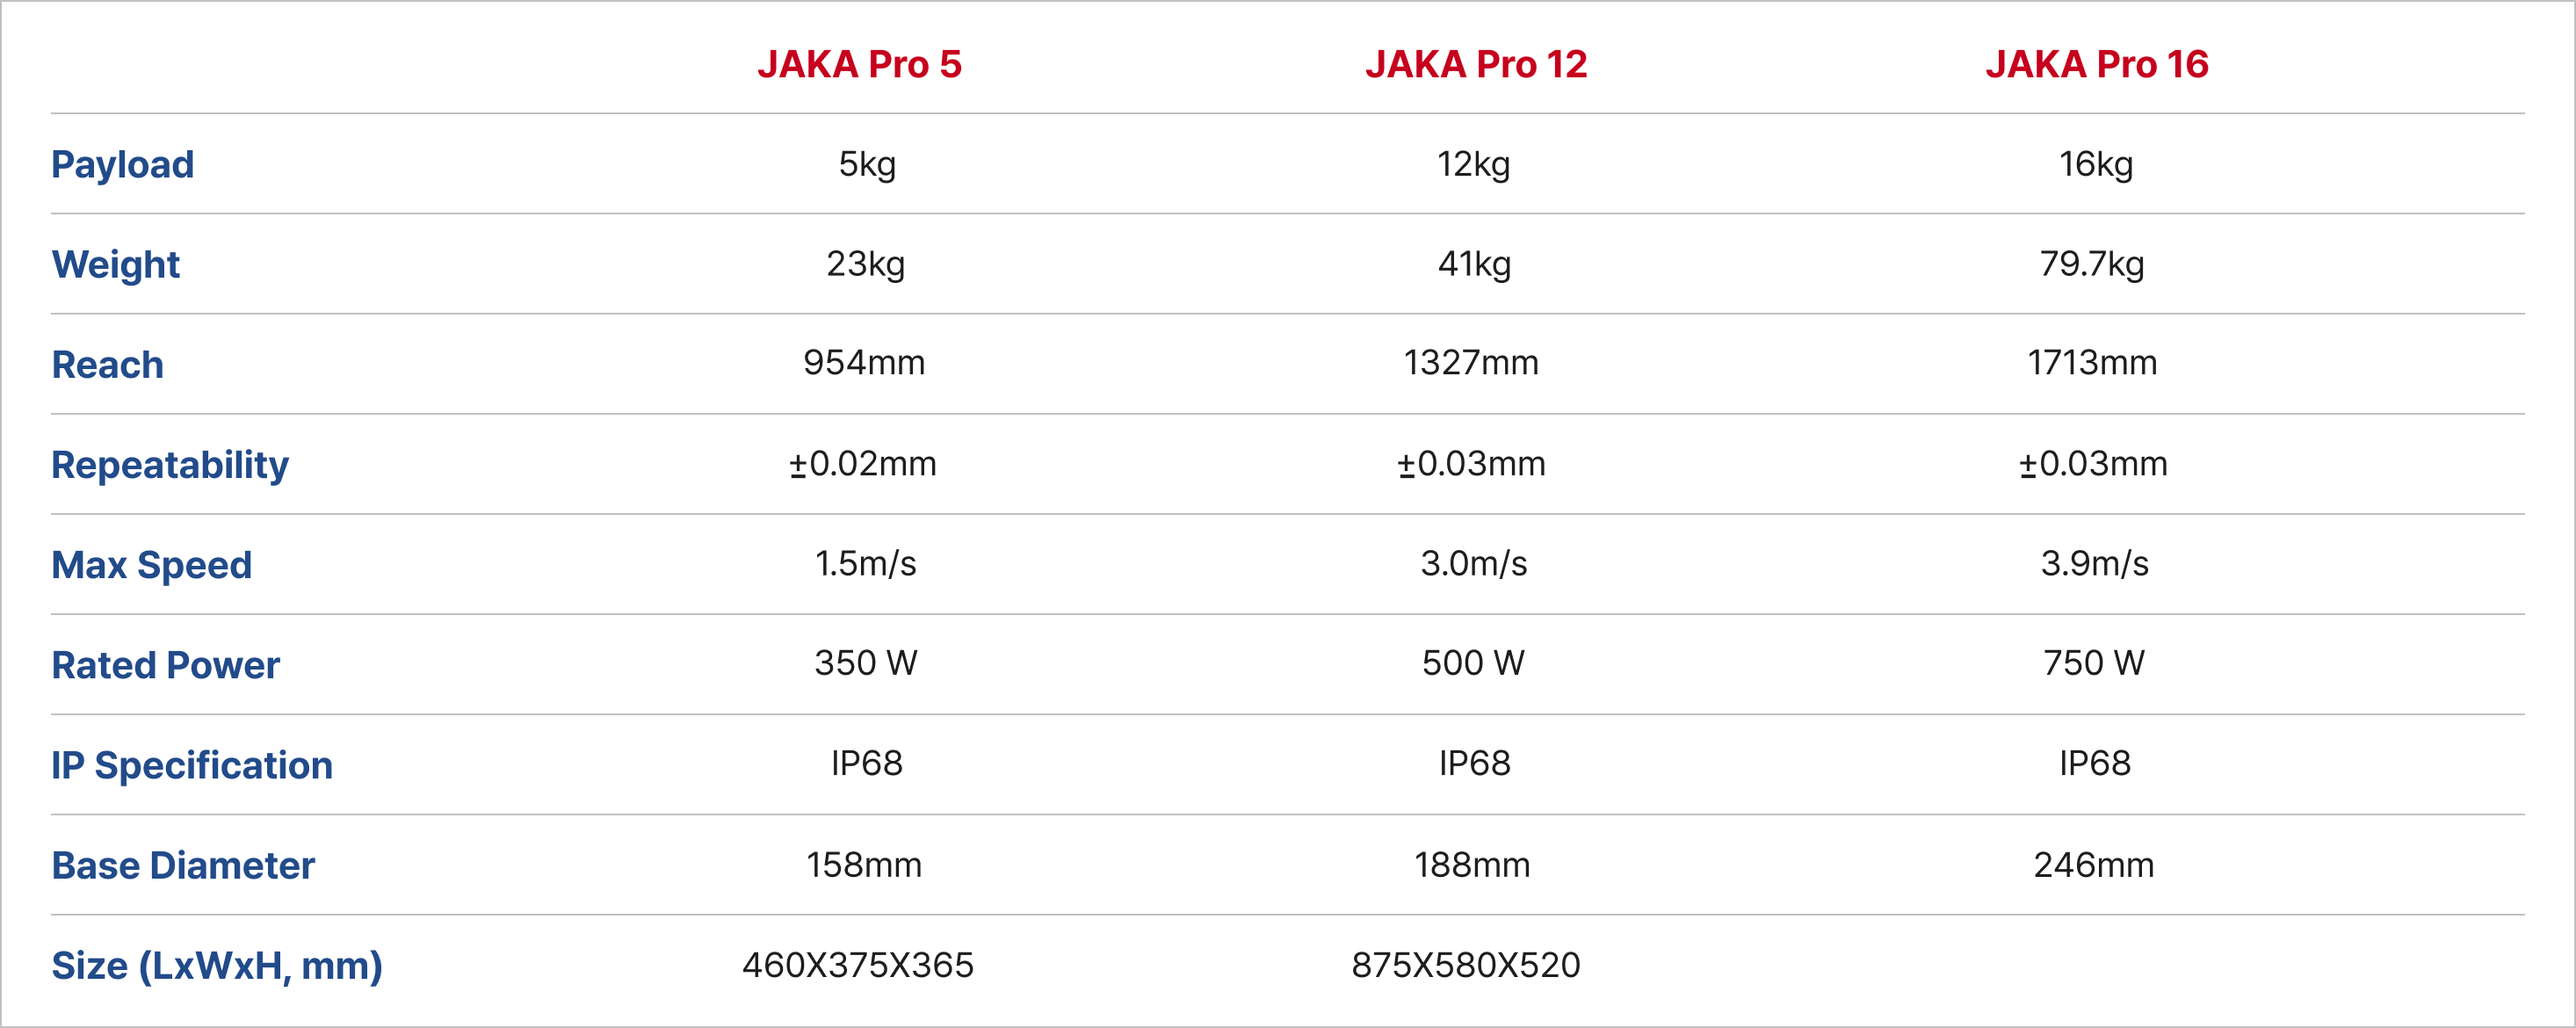 JAKA Pro 5 JAKA Pro 12 JAKA Pro 16
Payload 5kg 12kg 16kg
Weight 23kg 41kg 79.7kg
Reach 954mm 1327mm 1713mm
Repeatability ±0.02mm ±0.03mm ±0.03mm
Max Speed 1.5m/s 3.0m/s 3.9m/s
Rated Power 350 W 500 W 750 W
IP Specification IP68 IP68 IP68
Base Diameter 158mm 188mm 246mm
Size (LxWxH, mm) 460X375X365 875X580X520